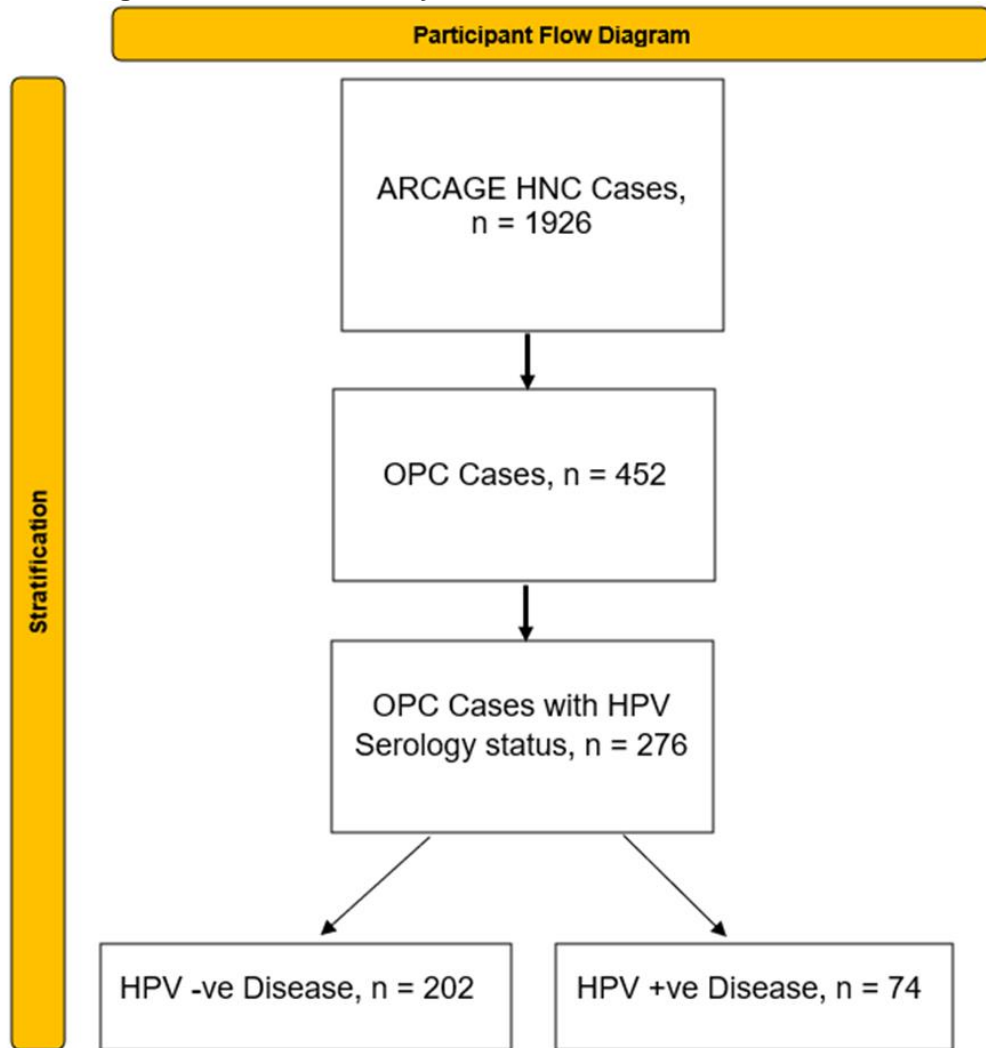 Participant Flow Diagram
Stratification
ARCAGE HNC Cases,
n = 1926
OPC Cases, n = 452
OPC Cases with HPV
Serology status, n = 276
HPV -ve Disease, n = 202
HPV +ve Disease, n = 74